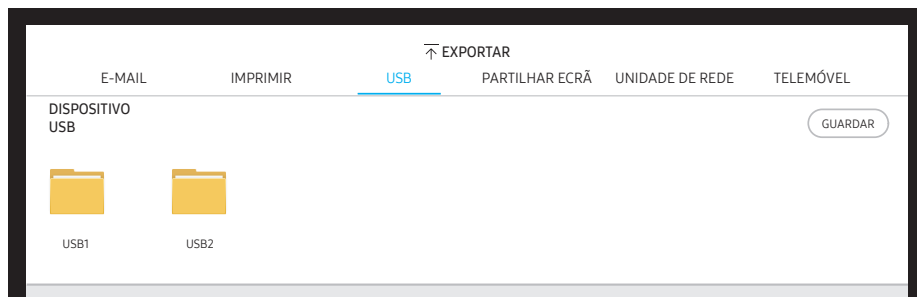 EXPORTAR
E-MAIL IMPRIMIR USB PARTILHAR ECRÃ UNIDADE DE REDE TELEMÓVEL
DISPOSITIVO
USB
GUARDAR
USB1 USB2